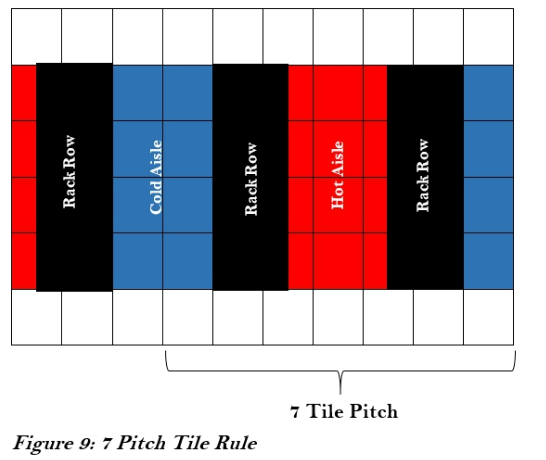 Rack Row
Cold Aisle
Rack Row
Hot Aisle
Rack Row
7 Tile Pitch
Figure 9: 7 Pitch Tile Rule